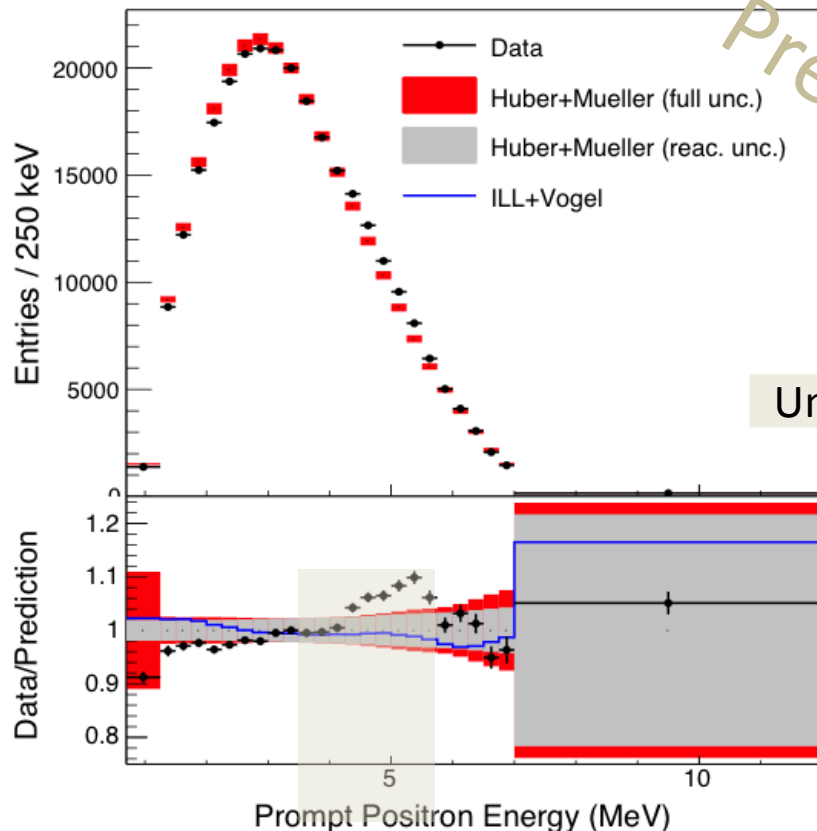 Pre
20000
15000
10000
5000
0
Entries / 250 keV
Data
Huber+Mueller (full unc.)
Huber+Mueller (reac. unc.)
ILL+Vogel
Un
1.2
1.1
1
0.9
0.8
Data/Prediction
5
10
Prompt Positron Energy (MeV)